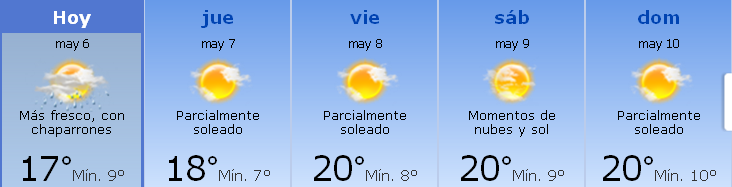 Hoy
may 6
Más fresco, con
chaparrones
17° Mín. 9°
jue
may 7
Parcialmente
soleado
18° Mín. 7°
vie
may 8
Parcialmente
soleado
20° Mín. 8°
sáb
may 9
Momentos de
nubes y sol
20° Mín. 9°
dom
may 10
Parcialmente
soleado
20° Mín. 10°